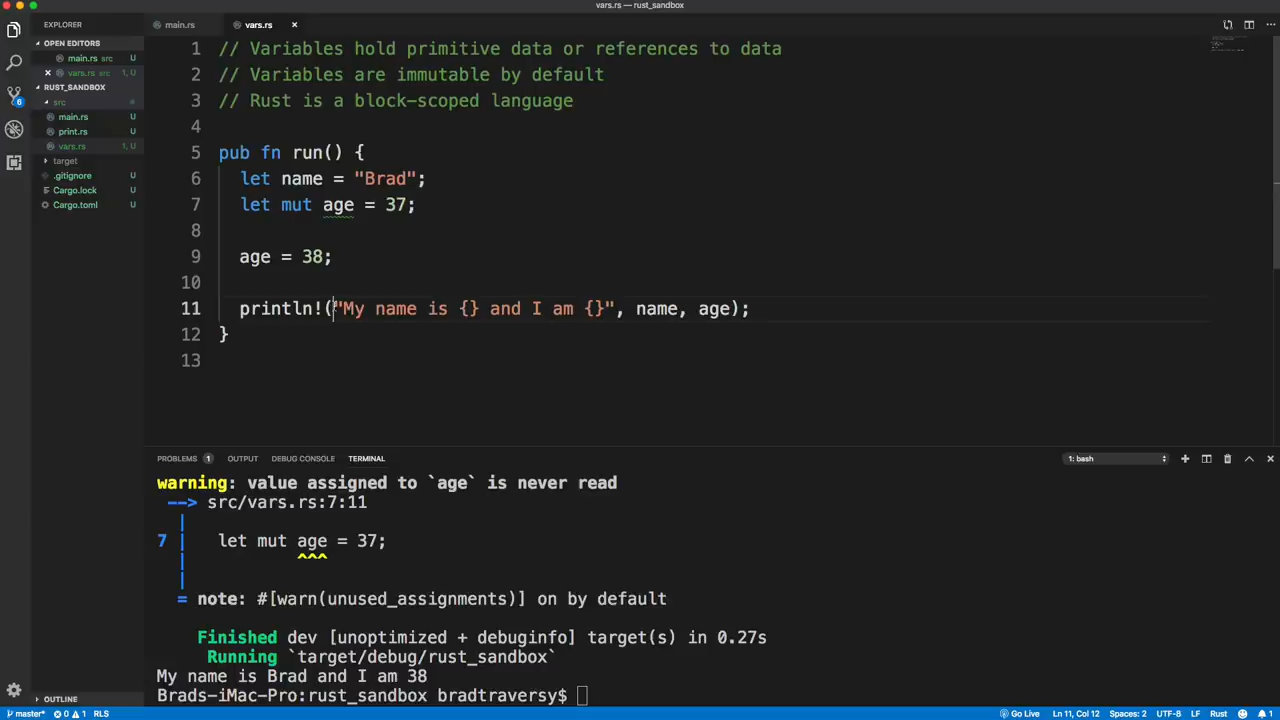 vars.rs — rust_sandbox
EXPLORER
OPEN EDITORS
main.rs src U
vars.rs src 1, U
RUST_SANDBOX
src
main.rs U
print.rs U
vars.rs 1, U
target
.gitignore U
Cargo.lock U
Cargo.toml U
OUTLINE
main.rs
vars.rs
1 // Variables hold primitive data or references to data
2 // Variables are immutable by default
3 // Rust is a block-scoped language
4
5 pub fn run() {
6 let name = "Brad";
7 let mut age = 37;
8
9 age = 38;
10
11 println!("My name is {} and I am {}", name, age);
12 }
13
6
PROBLEMS 1 OUTPUT DEBUG CONSOLE TERMINAL 1: bash
warning: value assigned to `age` is never read
--> src/vars.rs:7:11
|
7 | let mut age = 37;
| ^^^
|
= note: #[warn(unused_assignments)] on by default
Finished dev [unoptimized + debuginfo] target(s) in 0.27s
Running `target/debug/rust_sandbox`
My name is Brad and I am 38
Brads-iMac-Pro:rust_sandbox bradtraversy$
master* 0 1 RLS Go Live Ln 11, Col 12 Spaces: 2 UTF-8 LF Rust 1